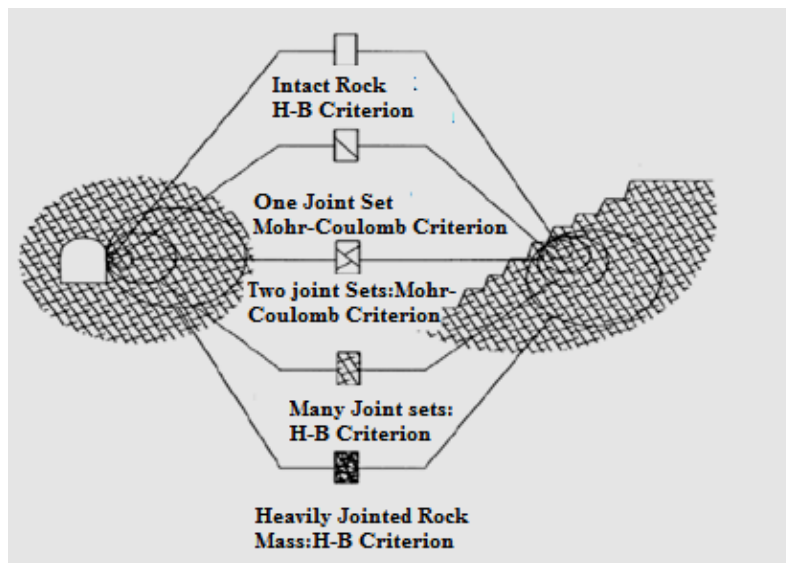 Intact Rock
H-B Criterion
One Joint Set
Mohr-Coulomb Criterion
Two joint Sets:Mohr-
Coulomb Criterion
Many Joint sets:
H-B Criterion
Heavily Jointed Rock
Mass:H-B Criterion